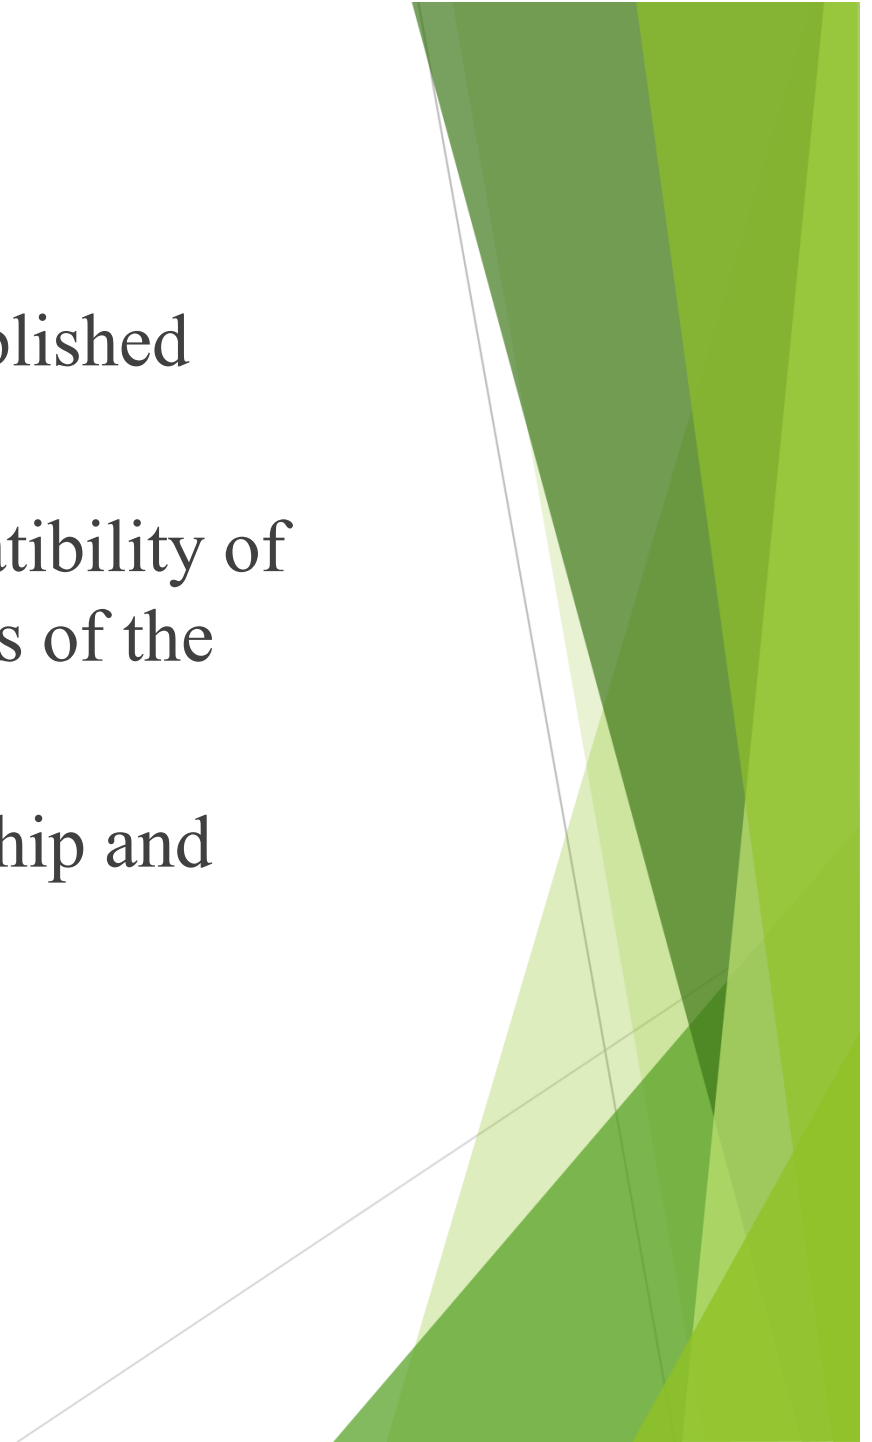 blished
atibility of
s of the
hip and